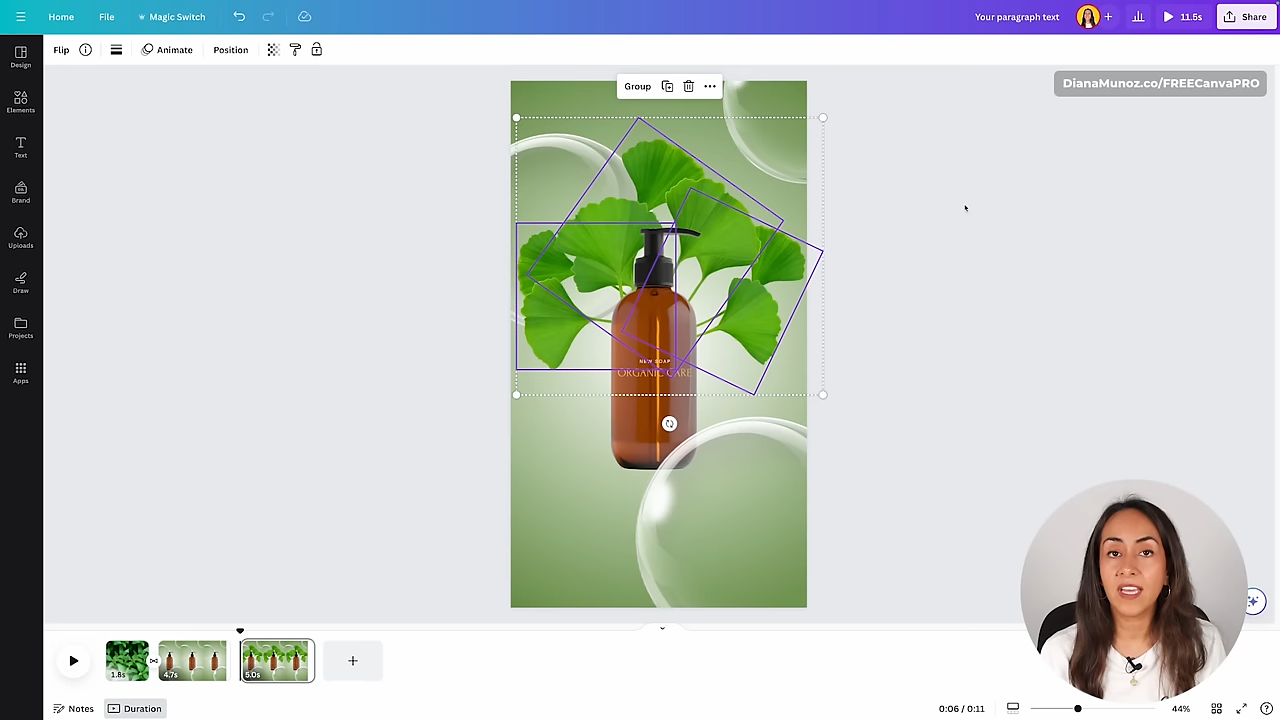 Home
File
Magic Switch
Your paragraph text
11.5s
Share
Flip
Animate
Position
Group
DianaMunoz.co/FREECanvaPRO
Design
Elements
Text
Brand
Uploads
Draw
Projects
Apps
NEW SOAP
ORGANIC CARE
1.8s
4.7s
5.0s
Notes
Duration
0:06 / 0:11
44%